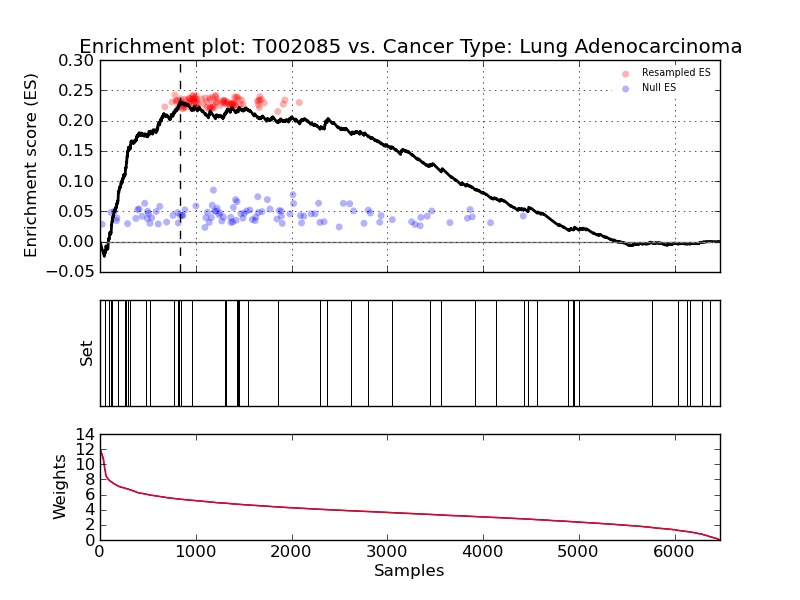 Enrichment plot: T002085 vs. Cancer Type: Lung Adenocarcinoma
0.30
0.25
0.20
0.15
0.10
0.05
0.00
−0.05
Enrichment score (ES)
Resampled ES
Null ES
Set
14
12
10
8
6
4
2
0
Weights
0 1000 2000 3000 4000 5000 6000
Samples